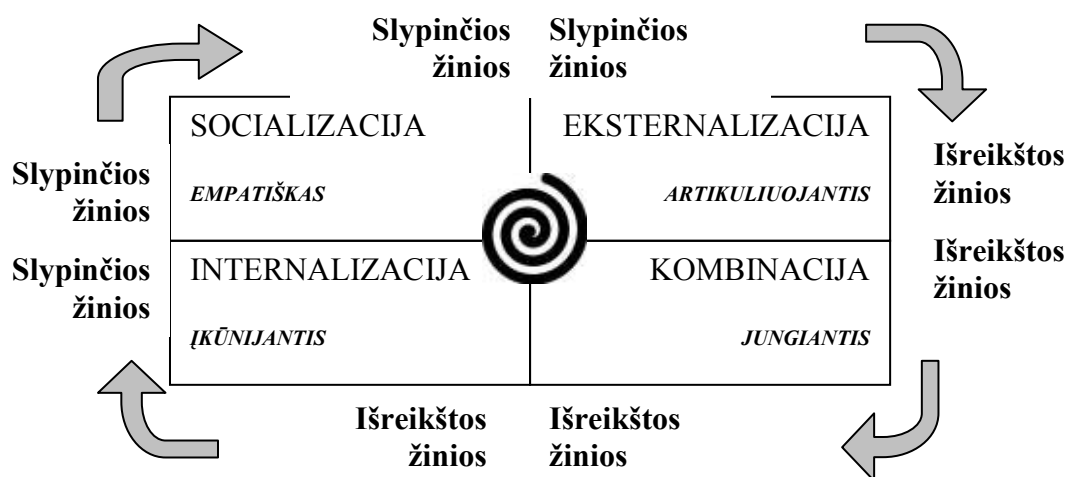 Slypinčios
žinios
Slypinčios
žinios
SOCIALIZACIJA
EMPATIŠKAS
EKSTERNALIZACIJA
ARTIKULIUOJANTIS
Slypinčios
žinios
Išreikštos
žinios
Slypinčios
žinios
Išreikštos
žinios
INTERNALIZACIJA
ĮKŪNIJANTIS
KOMBINACIJA
JUNGIANTIS
Išreikštos
žinios
Išreikštos
žinios